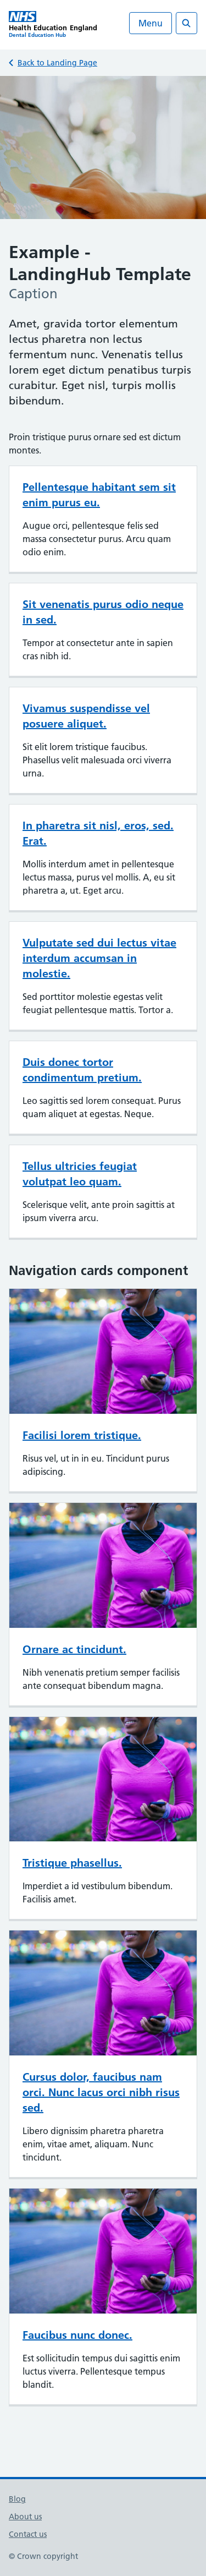 NHS
Health Education England
Dental Education Hub
Menu
Back to Landing Page
Example -
LandingHub Template
Caption
Amet, gravida tortor elementum
lectus pharetra non lectus
fermentum nunc. Venenatis tellus
lorem eget dictum penatibus turpis
curabitur. Eget nisl, turpis mollis
bibendum.
Proin tristique purus ornare sed est dictum
montes.
Pellentesque habitant sem sit
enim purus eu.
Augue orci, pellentesque felis sed
massa consectetur purus. Arcu quam
odio enim.
Sit venenatis purus odio neque
in sed.
Tempor at consectetur ante in sapien
cras nibh id.
Vivamus suspendisse vel
posuere aliquet.
Sit elit lorem tristique faucibus.
Phasellus velit malesuada orci viverra
urna.
In pharetra sit nisl, eros, sed.
Erat.
Mollis interdum amet in pellentesque
lectus massa, purus vel mollis. A, eu sit
pharetra a, ut. Eget arcu.
Vulputate sed dui lectus vitae
interdum accumsan in
molestie.
Sed porttitor molestie egestas velit
feugiat pellentesque mattis. Tortor a.
Duis donec tortor
condimentum pretium.
Leo sagittis sed lorem consequat. Purus
quam aliquet at egestas. Neque.
Tellus ultricies feugiat
volutpat leo quam.
Scelerisque velit, ante proin sagittis at
ipsum viverra arcu.
Navigation cards component
Facilisi lorem tristique.
Risus vel, ut in in eu. Tincidunt purus
adipiscing.
Ornare ac tincidunt.
Nibh venenatis pretium semper facilisis
ante consequat bibendum magna.
Tristique phasellus.
Imperdiet a id vestibulum bibendum.
Facilisis amet.
Cursus dolor, faucibus nam
orci. Nunc lacus orci nibh risus
sed.
Libero dignissim pharetra pharetra
enim, vitae amet, aliquam. Nunc
tincidunt.
Faucibus nunc donec.
Est sollicitudin tempus dui sagittis enim
luctus viverra. Pellentesque tempus
blandit.
Blog
About us
Contact us
© Crown copyright